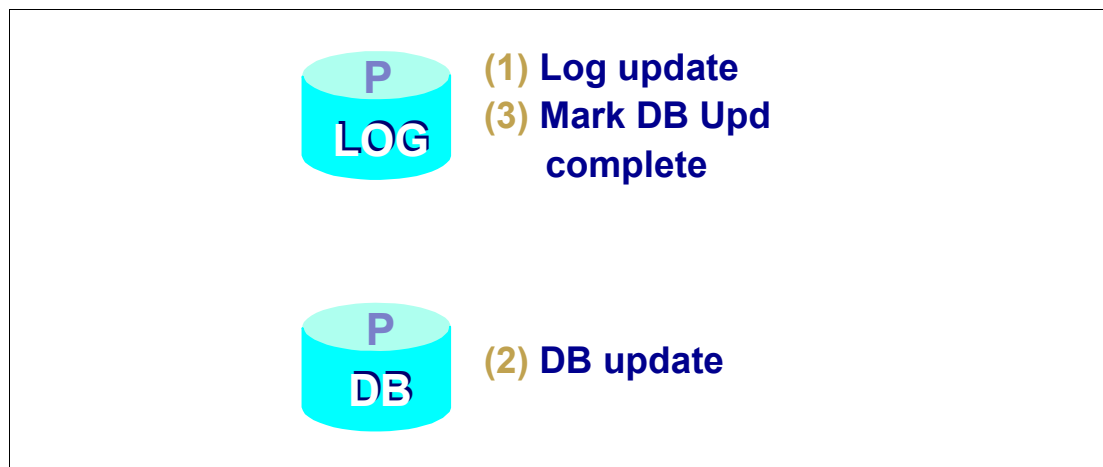 P
LOG
(1) Log update
(3) Mark DB Upd
complete
P
DB
(2) DB update